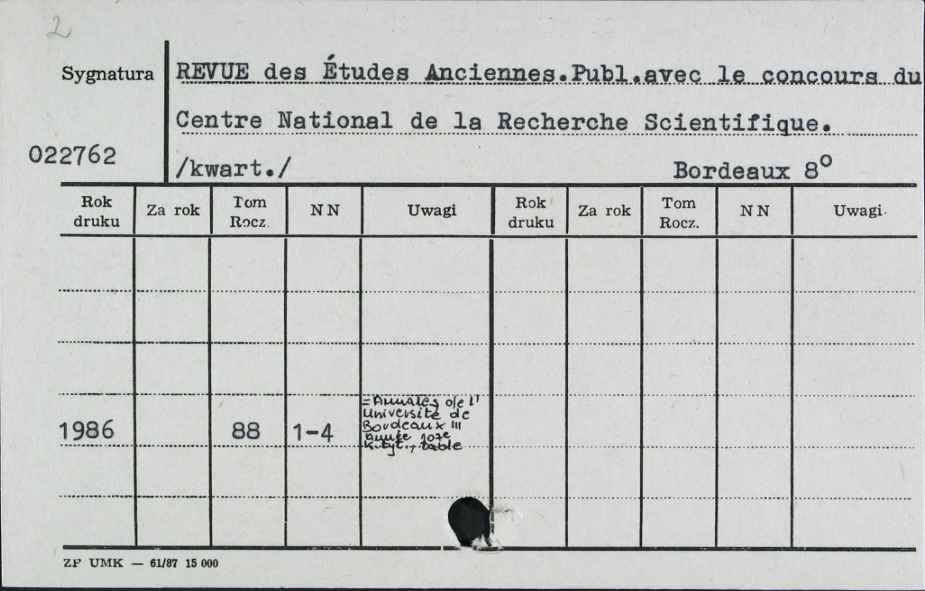 2
Sygnatura
REVUE des Études Anciennes.Publ.avec le concours du
Centre National de la Recherche Scientifique.
022762
/kwart./ Bordeaux 8°
Rok druku Za rok Tom Rocz. NN Uwagi Rok druku Za rok Tom Rocz. NN Uwagi
=Annales de l'
Université de
Bordeaux III
Année 107e
K.tyt., table
1986 88 1-4
ZF UMK — 61/87 15 000